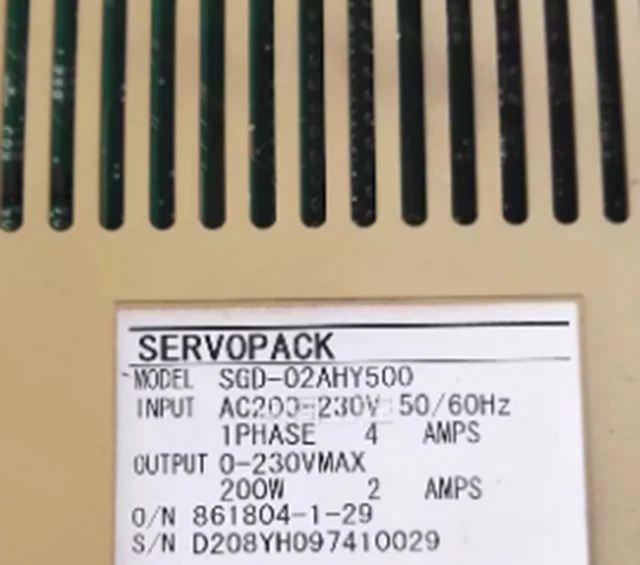 SERVOPACK
MODEL SGD-02AHY500
INPUT AC200-230V 50/60Hz
1PHASE 4 AMPS
OUTPUT 0-230VMAX
200W 2 AMPS
O/N 861804-1-29
S/N D208YH097410029